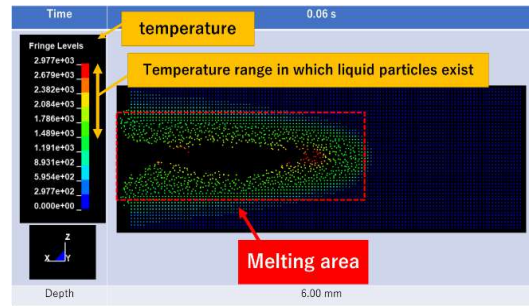 Time
0.06 s
temperature
Fringe Levels
2.977e+03
2.679e+03
2.382e+03
2.084e+03
1.786e+03
1.489e+03
1.191e+03
8.931e+02
5.954e+02
2.977e+02
0.000e+00
Temperature range in which liquid particles exist
Z
X
Y
Melting area
Depth
6.00 mm